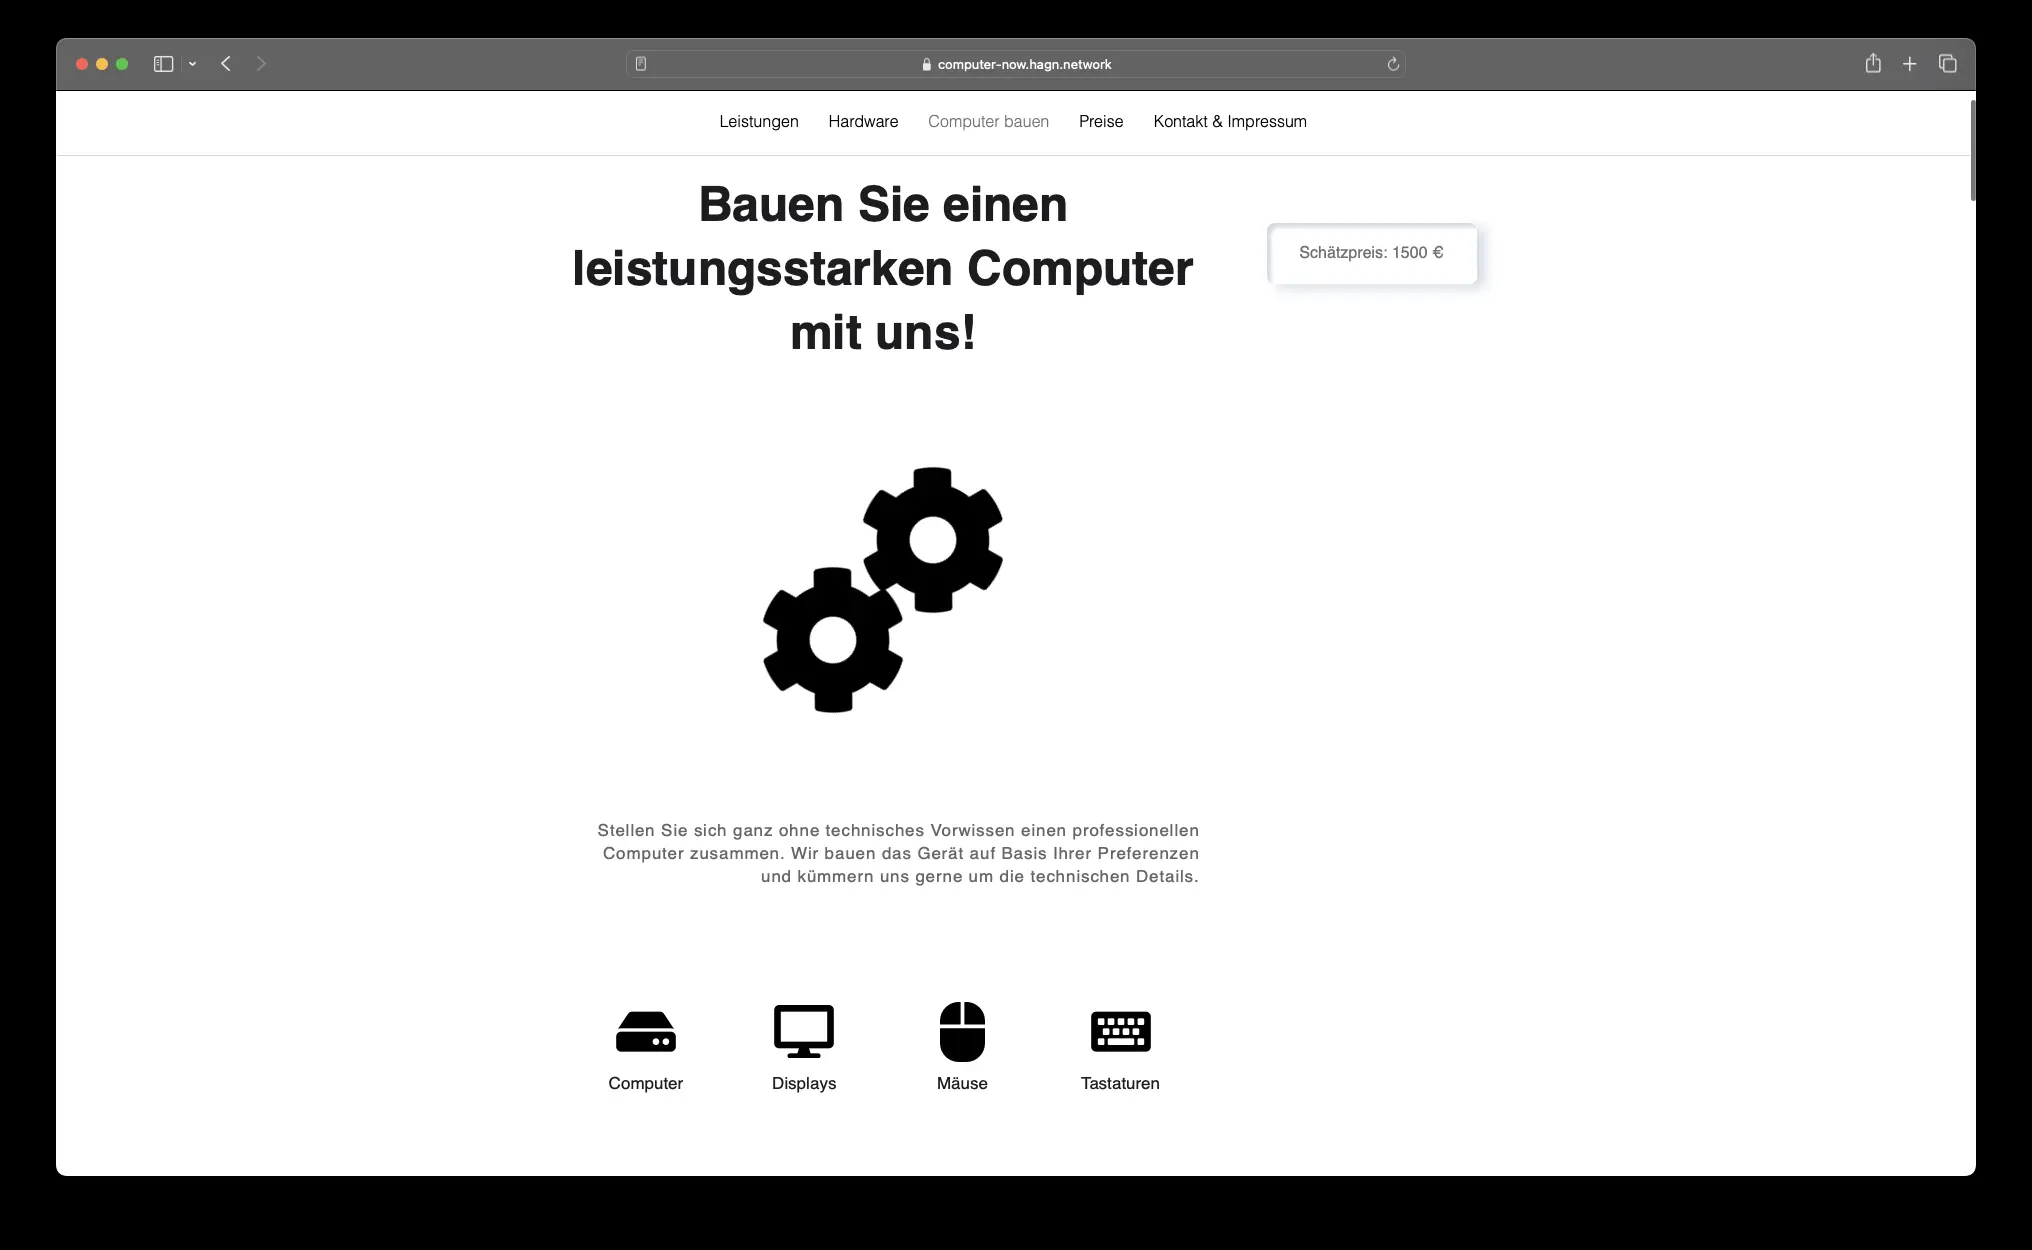 computer-now.hagn.network
Leistungen Hardware Computer bauen Preise Kontakt & Impressum
Bauen Sie einen
leistungsstarken Computer
mit uns!
Schätzpreis: 1500 €
Stellen Sie sich ganz ohne technisches Vorwissen einen professionellen
Computer zusammen. Wir bauen das Gerät auf Basis Ihrer Preferenzen
und kümmern uns gerne um die technischen Details.
Computer Displays Mäuse Tastaturen